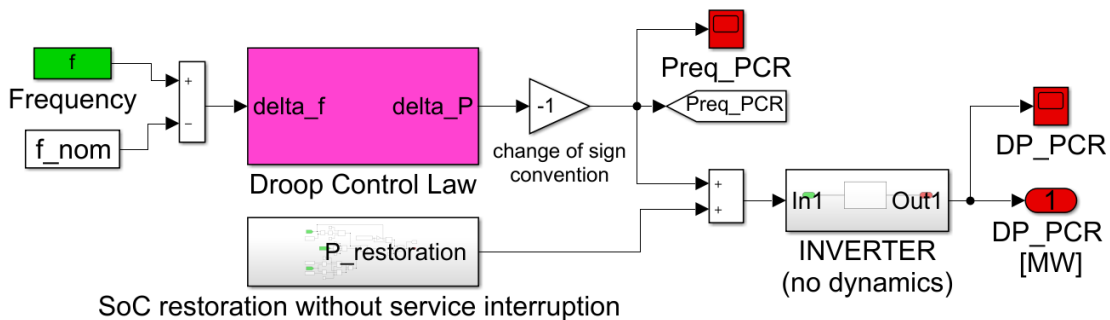 f
Frequency
f_nom
+
−
delta_f
delta_P
Droop Control Law
-1
change of sign
convention
Preq_PCR
Preq_PCR
P_restoration
SoC restoration without service interruption
+
+
In1
Out1
INVERTER
(no dynamics)
DP_PCR
1
DP_PCR
[MW]